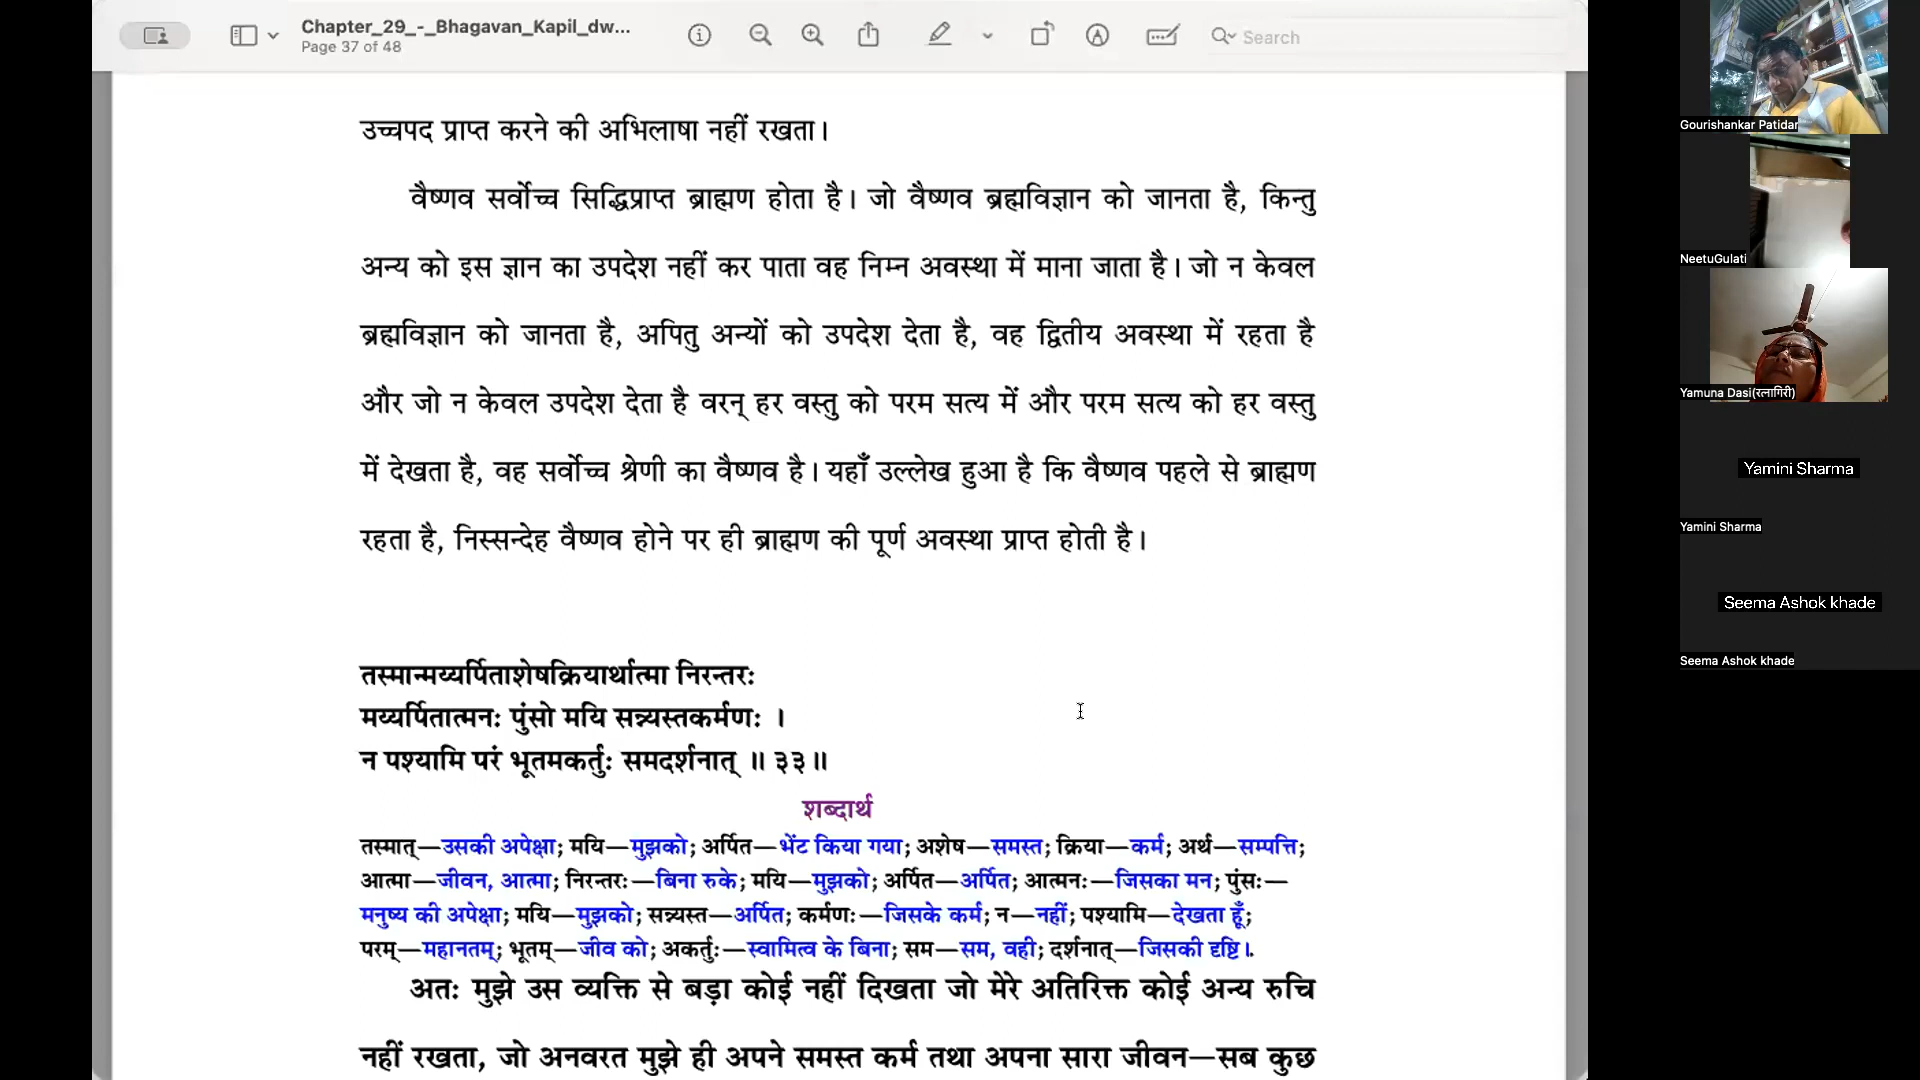 Chapter_29_-_Bhagavan_Kapil_dw...
Page 37 of 48
Search
उच्चपद प्राप्त करने की अभिलाषा नहीं रखता।
वैष्णव सर्वोच्च सिद्धिप्राप्त ब्राह्मण होता है। जो वैष्णव ब्रह्मविज्ञान को जानता है, किन्तु
अन्य को इस ज्ञान का उपदेश नहीं कर पाता वह निम्न अवस्था में माना जाता है। जो न केवल
ब्रह्मविज्ञान को जानता है, अपितु अन्यों को उपदेश देता है, वह द्वितीय अवस्था में रहता है
और जो न केवल उपदेश देता है वरन् हर वस्तु को परम सत्य में और परम सत्य को हर वस्तु
में देखता है, वह सर्वोच्च श्रेणी का वैष्णव है। यहाँ उल्लेख हुआ है कि वैष्णव पहले से ब्राह्मण
रहता है, निस्सन्देह वैष्णव होने पर ही ब्राह्मण की पूर्ण अवस्था प्राप्त होती है।
तस्मान्मय्यर्पिताशेषक्रियार्थात्मा निरन्तरः
मय्यर्पितात्मनः पुंसो मयि सन्न्यस्तकर्मणः ।
न पश्यामि परं भूतमकर्तुः समदर्शनात् ॥ ३३॥
शब्दार्थ
तस्मात्—उसकी अपेक्षा; मयि—मुझको; अर्पित—भेंट किया गया; अशेष—समस्त; क्रिया—कर्म; अर्थ—सम्पत्ति;
आत्मा—जीवन, आत्मा; निरन्तरः—बिना रुके; मयि—मुझको; अर्पित—अर्पित; आत्मनः—जिसका मन; पुंसः—
मनुष्य की अपेक्षा; मयि—मुझको; सन्न्यस्त—अर्पित; कर्मणः—जिसके कर्म; न—नहीं; पश्यामि—देखता हूँ;
परम्—महानतम्; भूतम्—जीव को; अकर्तुः—स्वामित्व के बिना; सम—सम, वही; दर्शनात्—जिसकी दृष्टि।.
अतः मुझे उस व्यक्ति से बड़ा कोई नहीं दिखता जो मेरे अतिरिक्त कोई अन्य रुचि
नहीं रखता, जो अनवरत मुझे ही अपने समस्त कर्म तथा अपना सारा जीवन—सब कुछ
Gourishankar Patidar
NeetuGulati
Yamuna Dasi(रत्नागिरी)
Yamini Sharma
Yamini Sharma
Seema Ashok khade
Seema Ashok khade